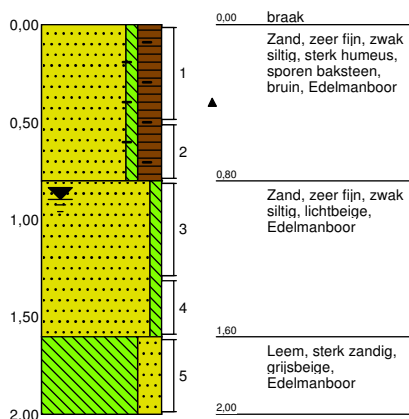 0,00
0,50
1,00
1,50
2,00
1
2
3
4
5
0,00
braak
Zand, zeer fijn, zwak
siltig, sterk humeus,
sporen baksteen,
bruin, Edelmanboor
0,80
Zand, zeer fijn, zwak
siltig, lichtbeige,
Edelmanboor
1,60
Leem, sterk zandig,
grijsbeige,
Edelmanboor
2,00